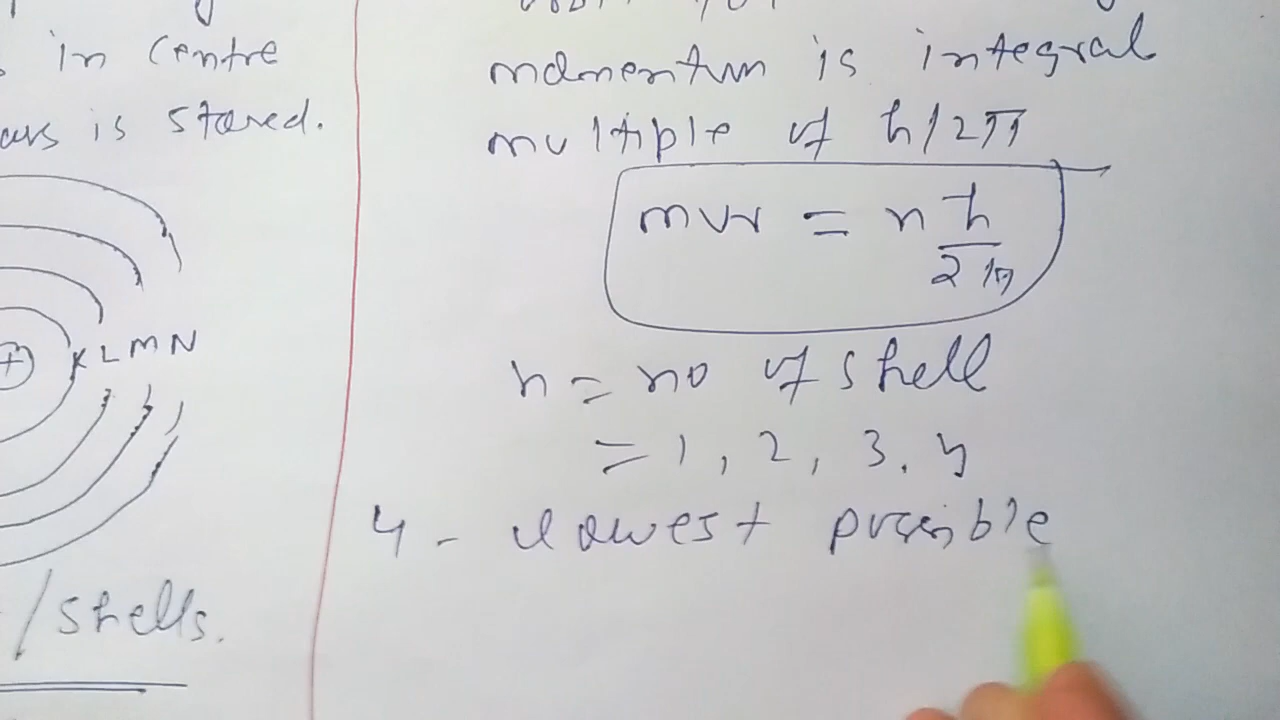 in centre
is stored.
K L M N
/shells.
momentum is integral
multiple of h/2π
mvr = n h/2π
n = no of shell
= 1, 2, 3, 4
4 - lowest possible